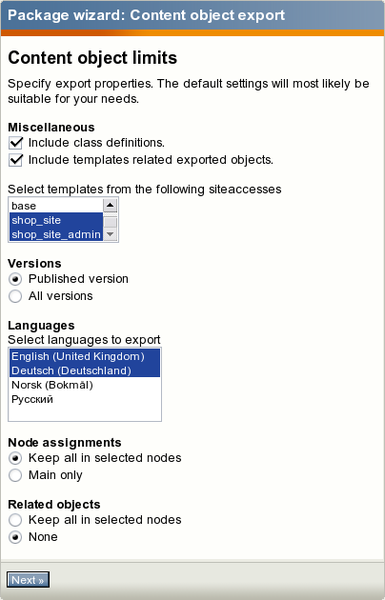 Package wizard: Content object export
Content object limits
Specify export properties. The default settings will most likely be
suitable for your needs.
Miscellaneous
Include class definitions.
Include templates related exported objects.
Select templates from the following siteaccesses
base
shop_site
shop_site_admin
Versions
Published version
All versions
Languages
Select languages to export
English (United Kingdom)
Deutsch (Deutschland)
Norsk (Bokmål)
Русский
Node assignments
Keep all in selected nodes
Main only
Related objects
Keep all in selected nodes
None
Next »